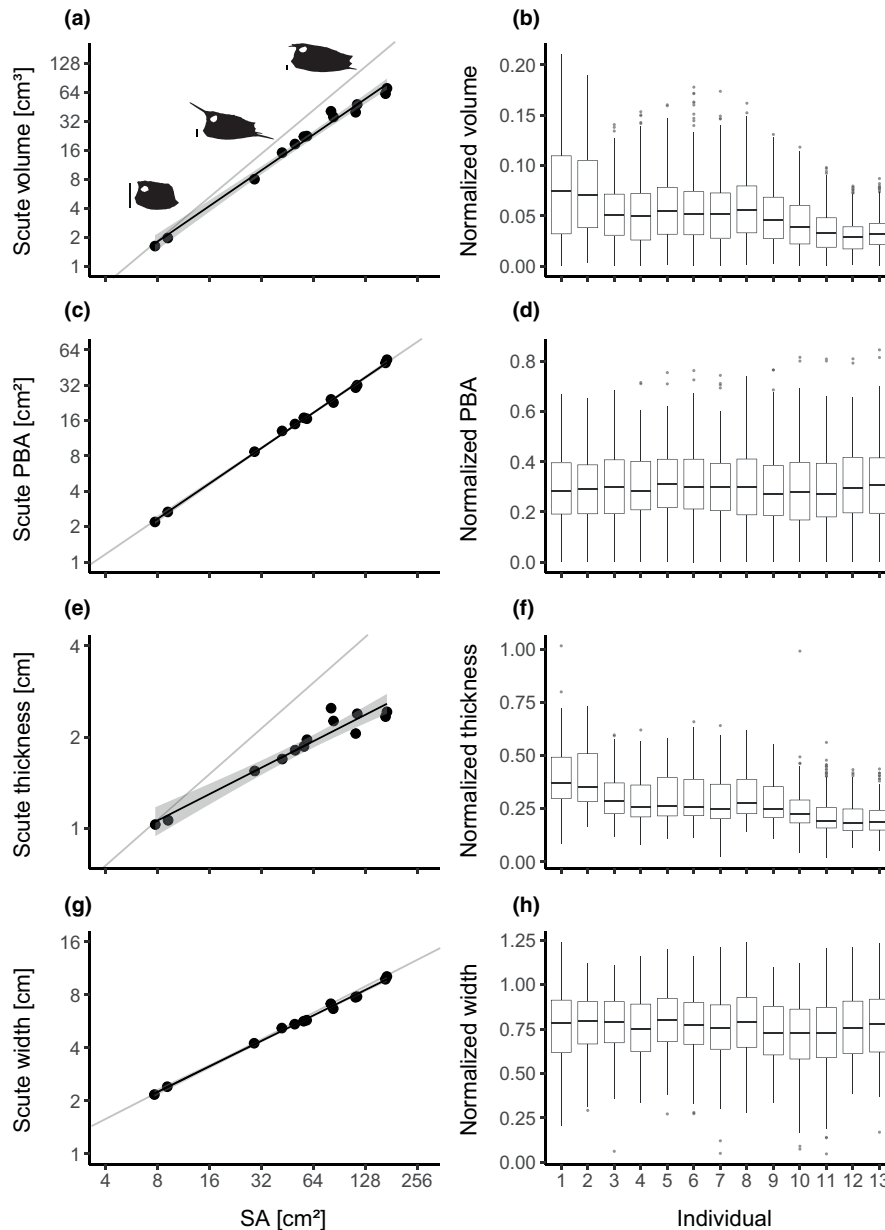 (a)
Scute volume [cm³]
128
64
32
16
8
4
2
1
(b)
Normalized volume
0.20
0.15
0.10
0.05
0.00
(c)
Scute PBA [cm²]
64
32
16
8
4
2
1
(d)
Normalized PBA
0.8
0.6
0.4
0.2
0.0
(e)
Scute thickness [cm]
4
2
1
(f)
Normalized thickness
1.00
0.75
0.50
0.25
0.00
(g)
Scute width [cm]
16
8
4
2
1
4 8 16 32 64 128 256
SA [cm²]
(h)
Normalized width
1.25
1.00
0.75
0.50
0.25
0.00
1 2 3 4 5 6 7 8 9 10 11 12 13
Individual